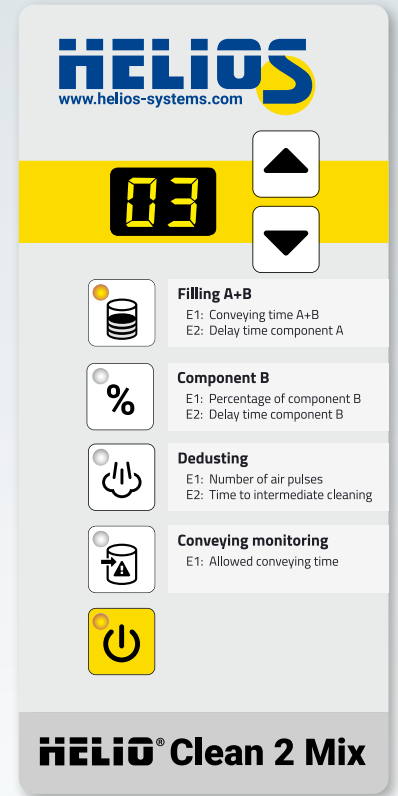 HELIOS
www.helios-systems.com
03
Filling A+B
E1: Conveying time A+B
E2: Delay time component A
%
Component B
E1: Percentage of component B
E2: Delay time component B
Dedusting
E1: Number of air pulses
E2: Time to intermediate cleaning
Conveying monitoring
E1: Allowed conveying time
HELIO® Clean 2 Mix